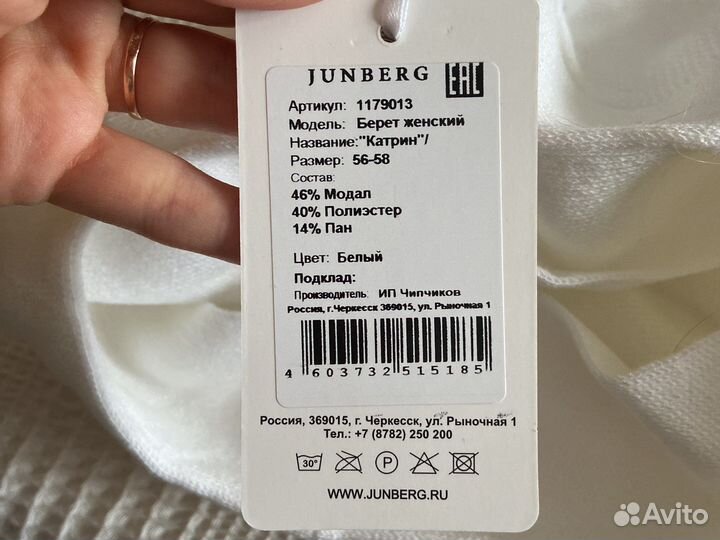 JUNBERG EAC
Артикул: 1179013
Модель: Берет женский
Название:"Катрин"/
Размер: 56-58
Состав:
46% Модал
40% Полиэстер
14% Пан
Цвет: Белый
Подклад:
Производитель: ИП Чипчиков
Россия, г.Черкесск 369015, ул. Рыночная 1
4 603732 515185
Россия, 369015, г. Черкесск, ул. Рыночная 1
Тел.: +7 (8782) 250 200
30° P
WWW.JUNBERG.RU
Avito